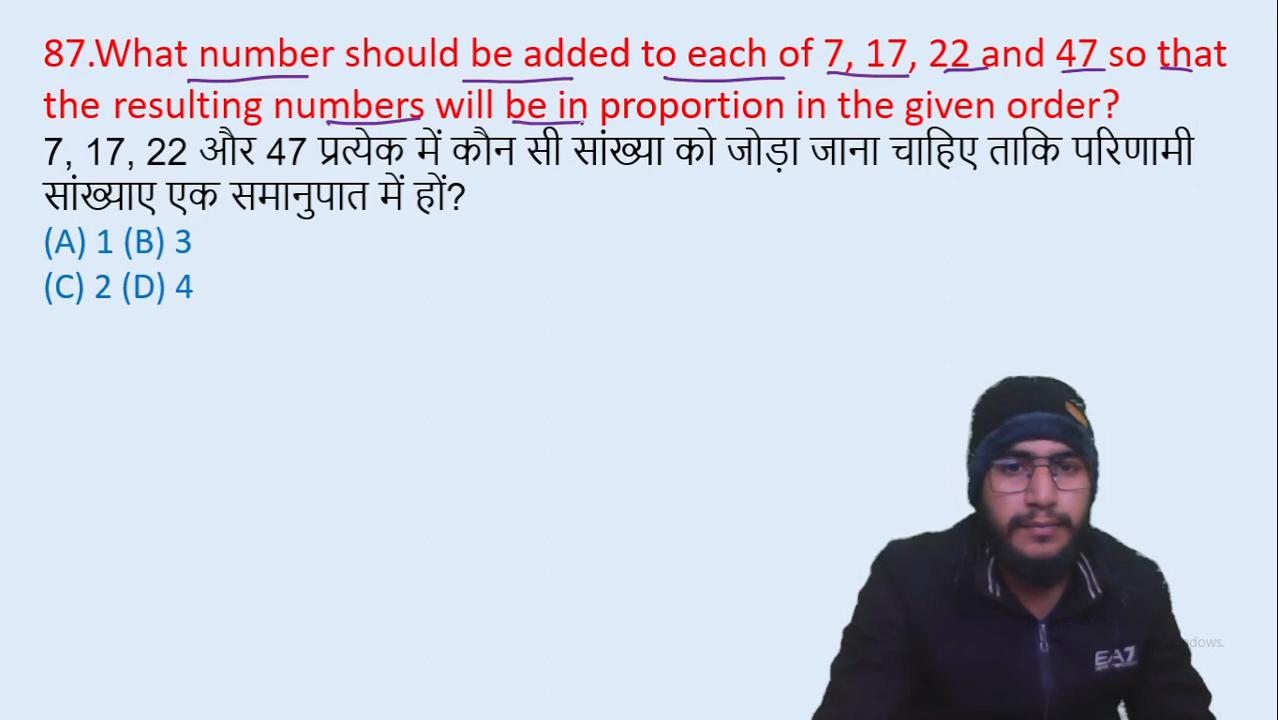 87.What number should be added to each of 7, 17, 22 and 47 so that
the resulting numbers will be in proportion in the given order?
7, 17, 22 और 47 प्रत्येक में कौन सी सांख्या को जोड़ा जाना चाहिए ताकि परिणामी
सांख्याए एक समानुपात में हों?
(A) 1 (B) 3
(C) 2 (D) 4
EA7